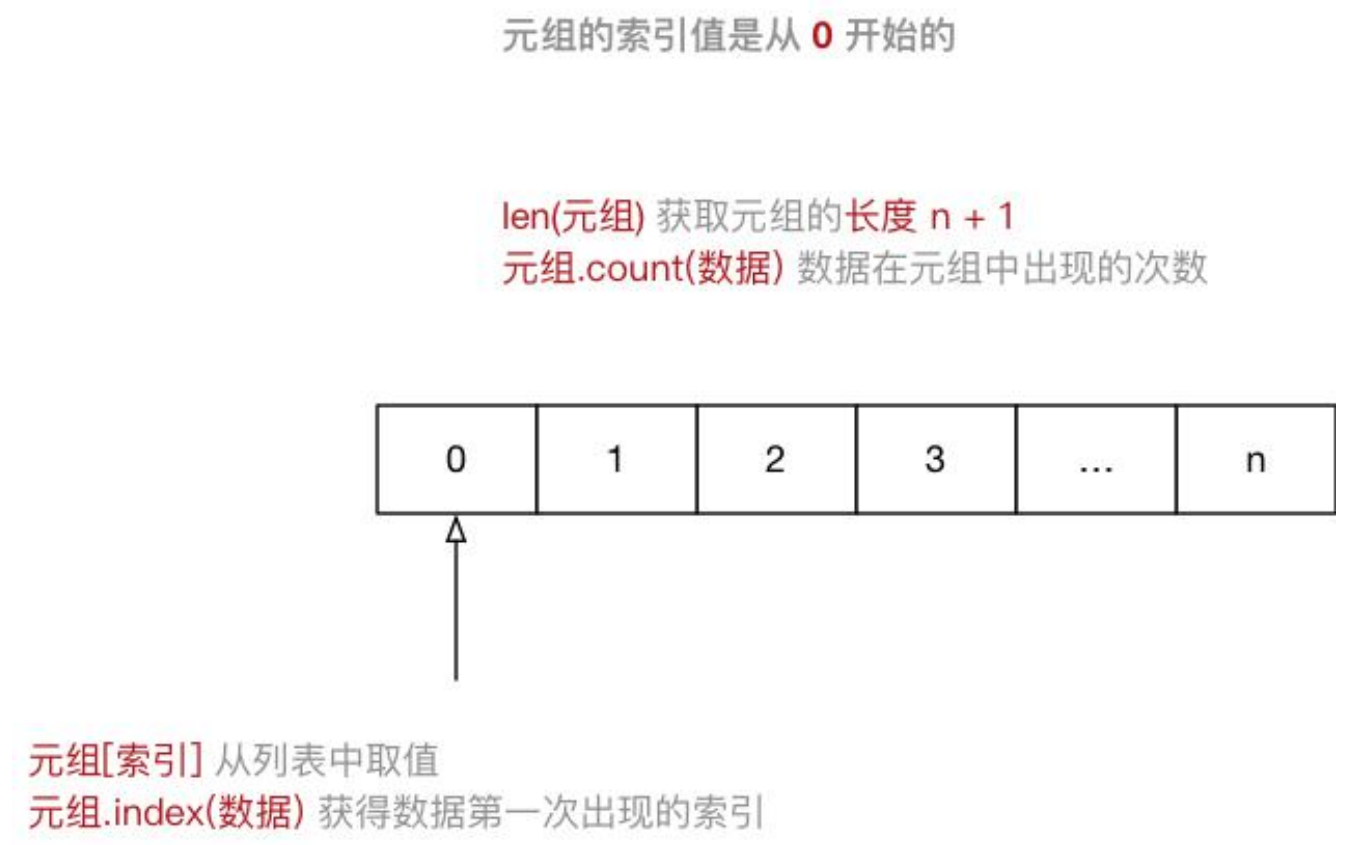 元组的索引值是从 0 开始的
len(元组) 获取元组的长度 n + 1
元组.count(数据) 数据在元组中出现的次数
0 1 2 3 ... n
元组[索引] 从列表中取值
元组.index(数据) 获得数据第一次出现的索引